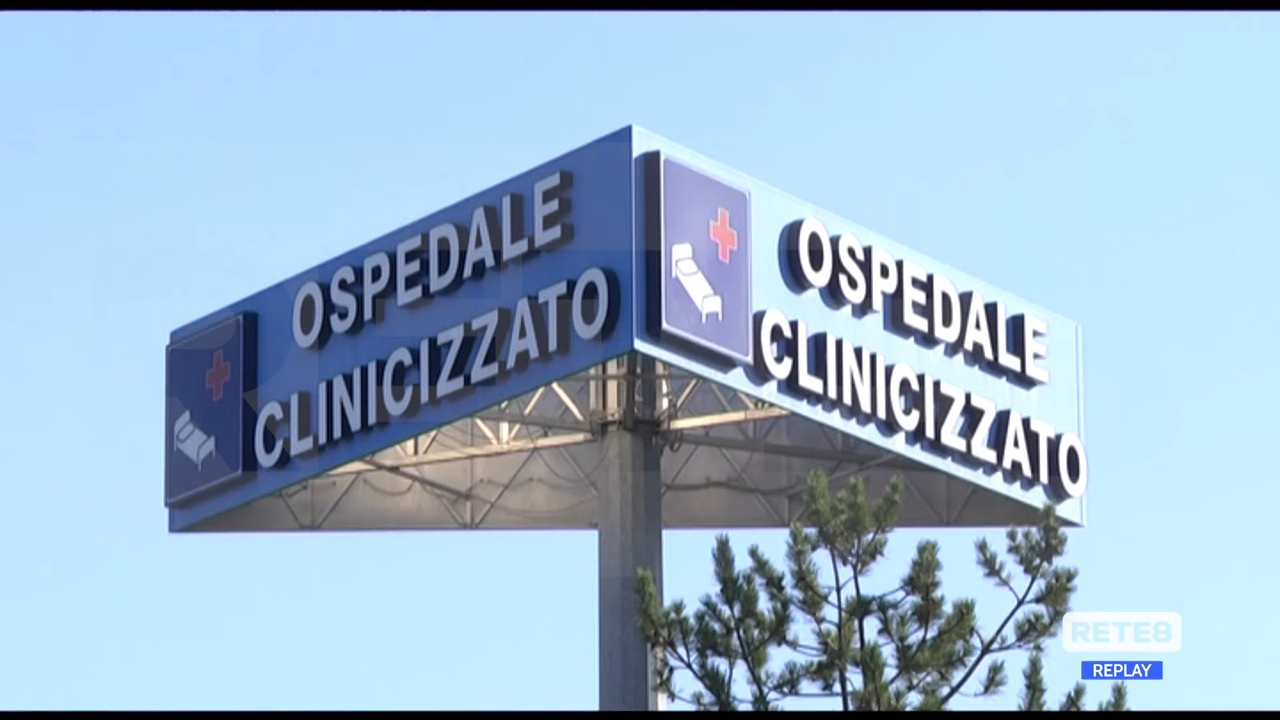 OSPEDALE
CLINICIZZATO
OSPEDALE
CLINICIZZATO
RETE8
REPLAY